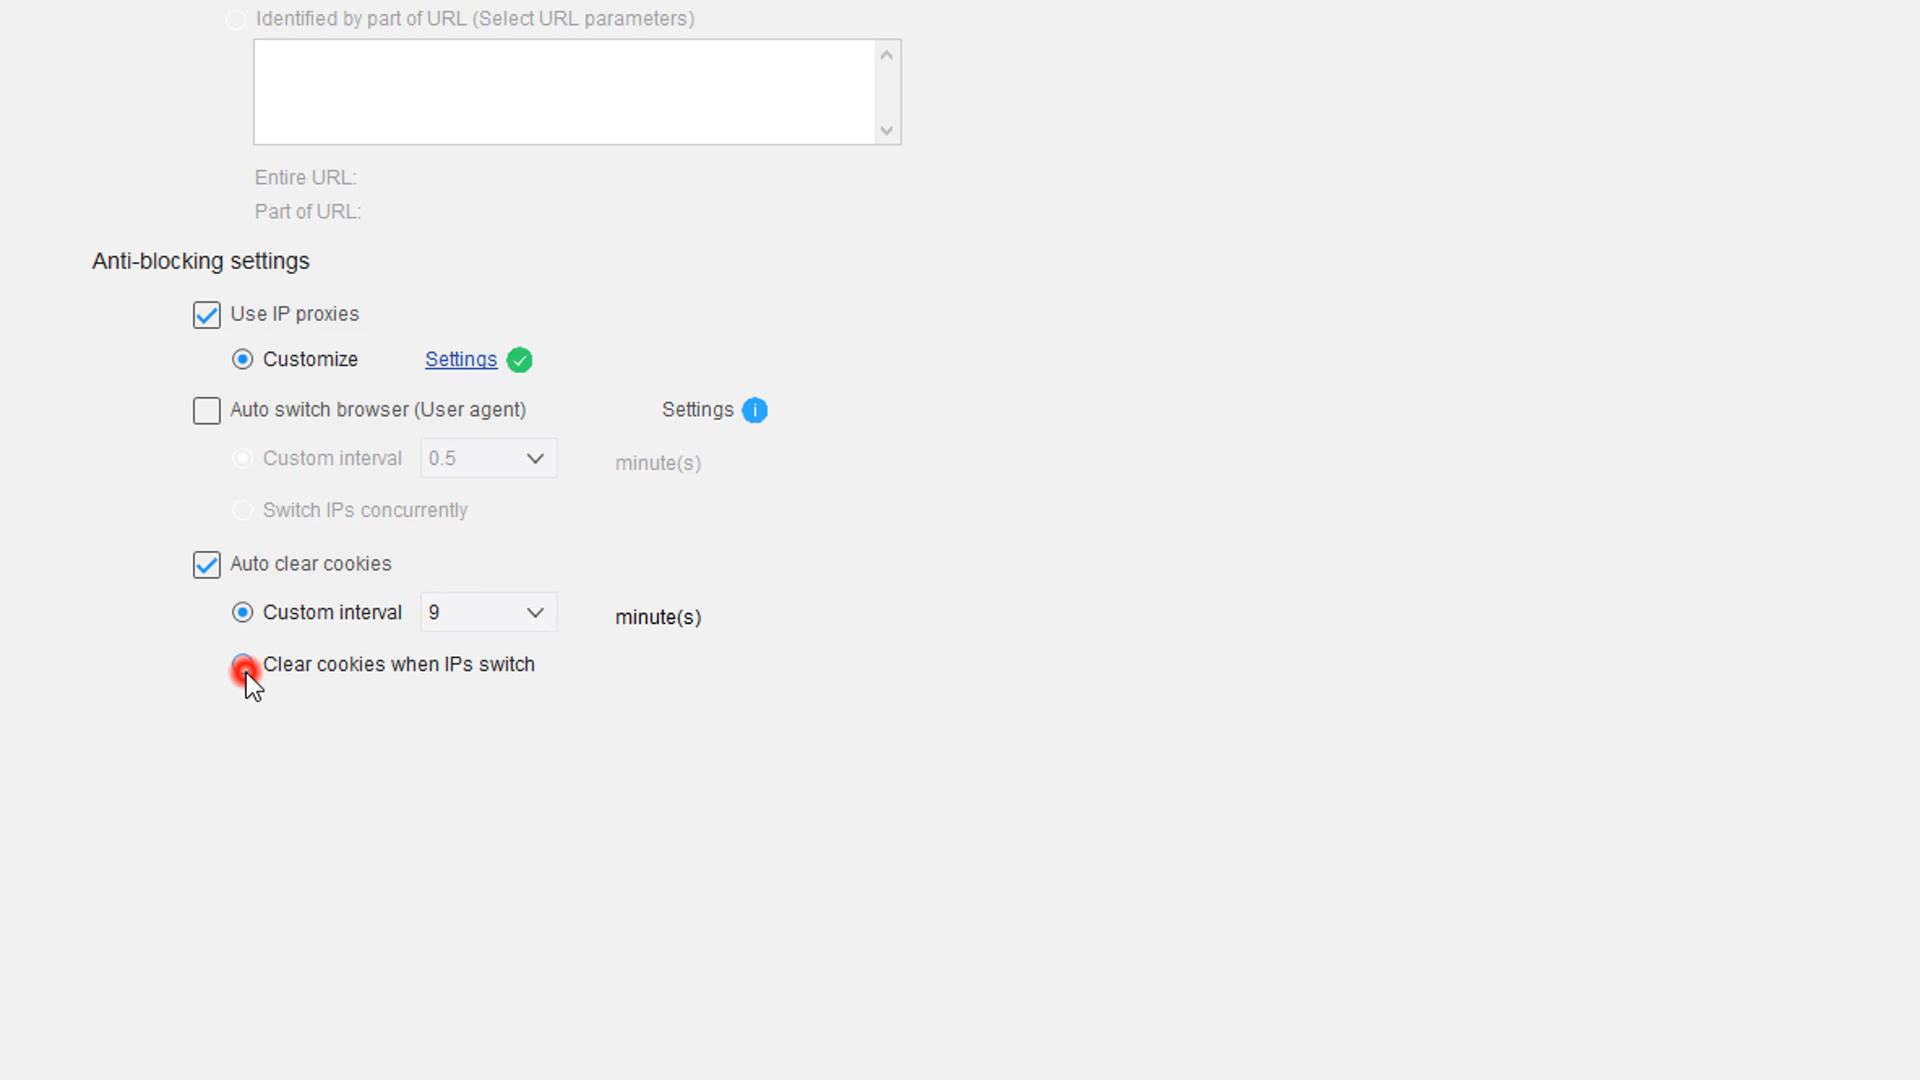 Identified by part of URL (Select URL parameters)
Entire URL:
Part of URL:
Anti-blocking settings
Use IP proxies
Customize Settings
Auto switch browser (User agent) Settings i
Custom interval 0.5 minute(s)
Switch IPs concurrently
Auto clear cookies
Custom interval 9 minute(s)
Clear cookies when IPs switch